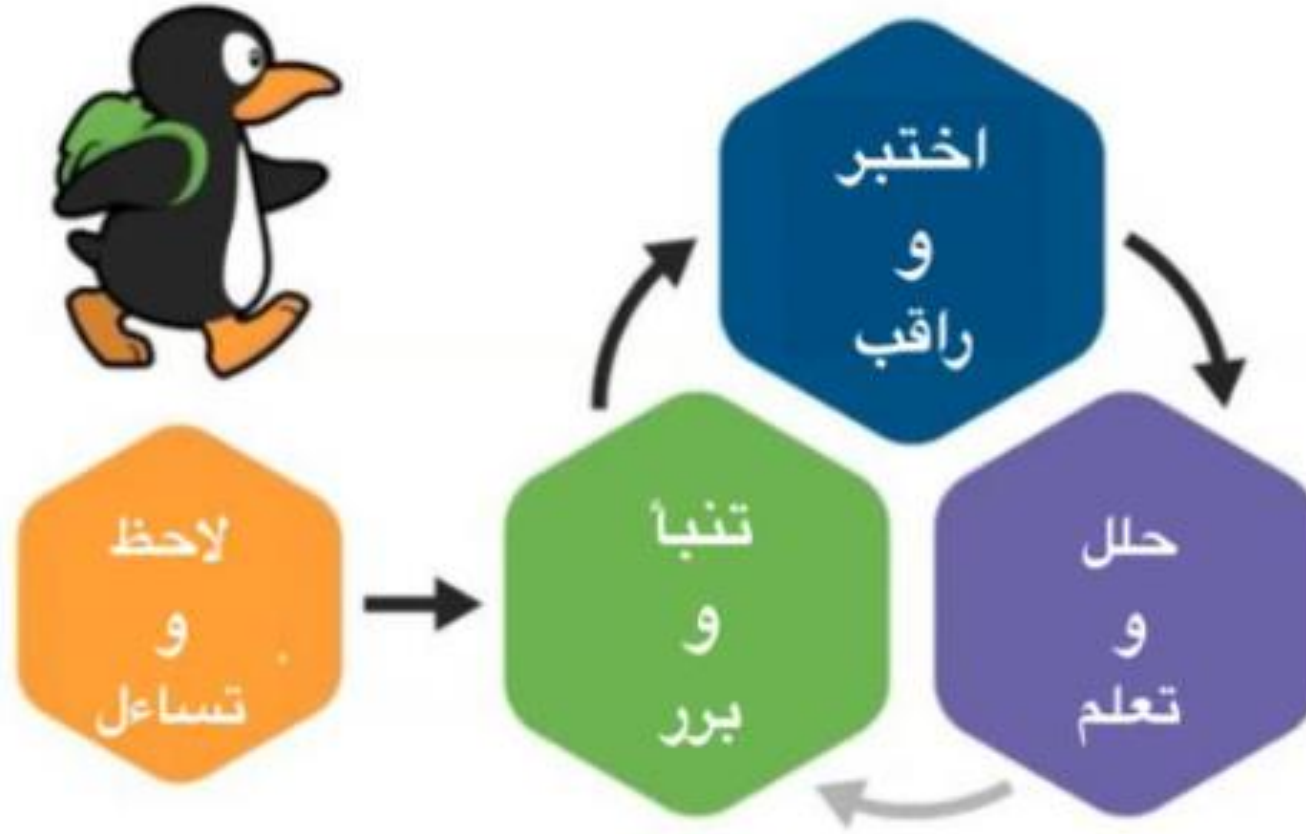 لاحظ
و
تساءل
تنبأ
و
برر
اختبر
و
راقب
حلل
و
تعلم